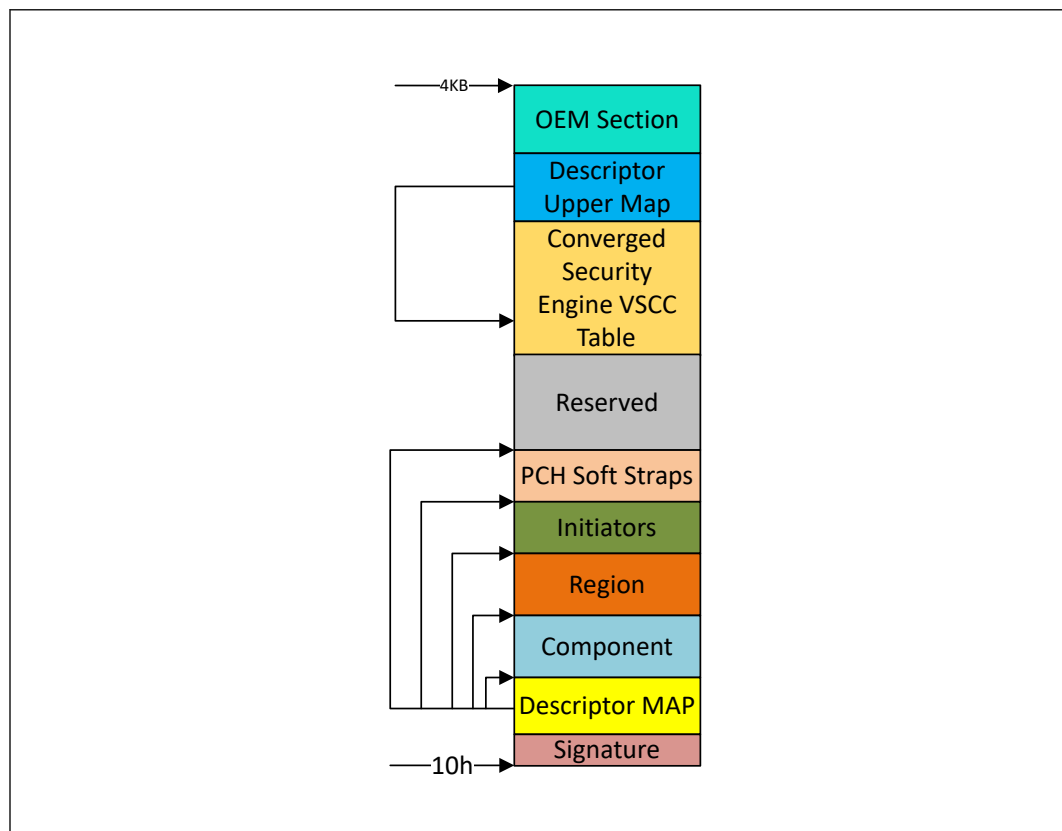 4KB
OEM Section
Descriptor
Upper Map
Converged
Security
Engine VSCC
Table
Reserved
PCH Soft Straps
Initiators
Region
Component
Descriptor MAP
Signature
10h